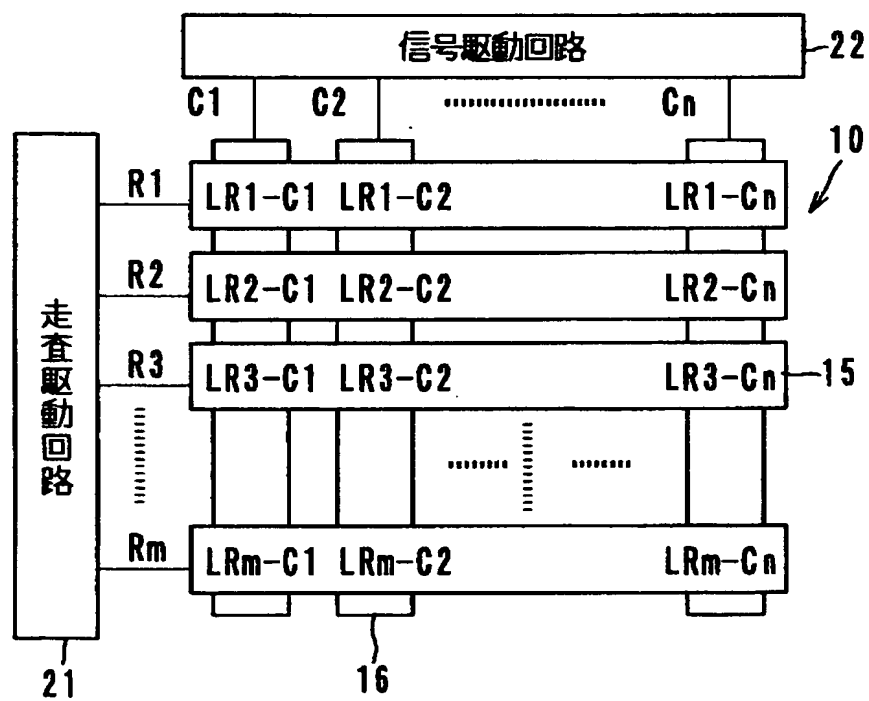 信号駆動回路
22
C1
C2
Cn
10
R1
LR1-C1
LR1-C2
LR1-Cn
R2
LR2-C1
LR2-C2
LR2-Cn
走査駆動回路
R3
LR3-C1
LR3-C2
LR3-Cn
15
Rm
LRm-C1
LRm-C2
LRm-Cn
21
16